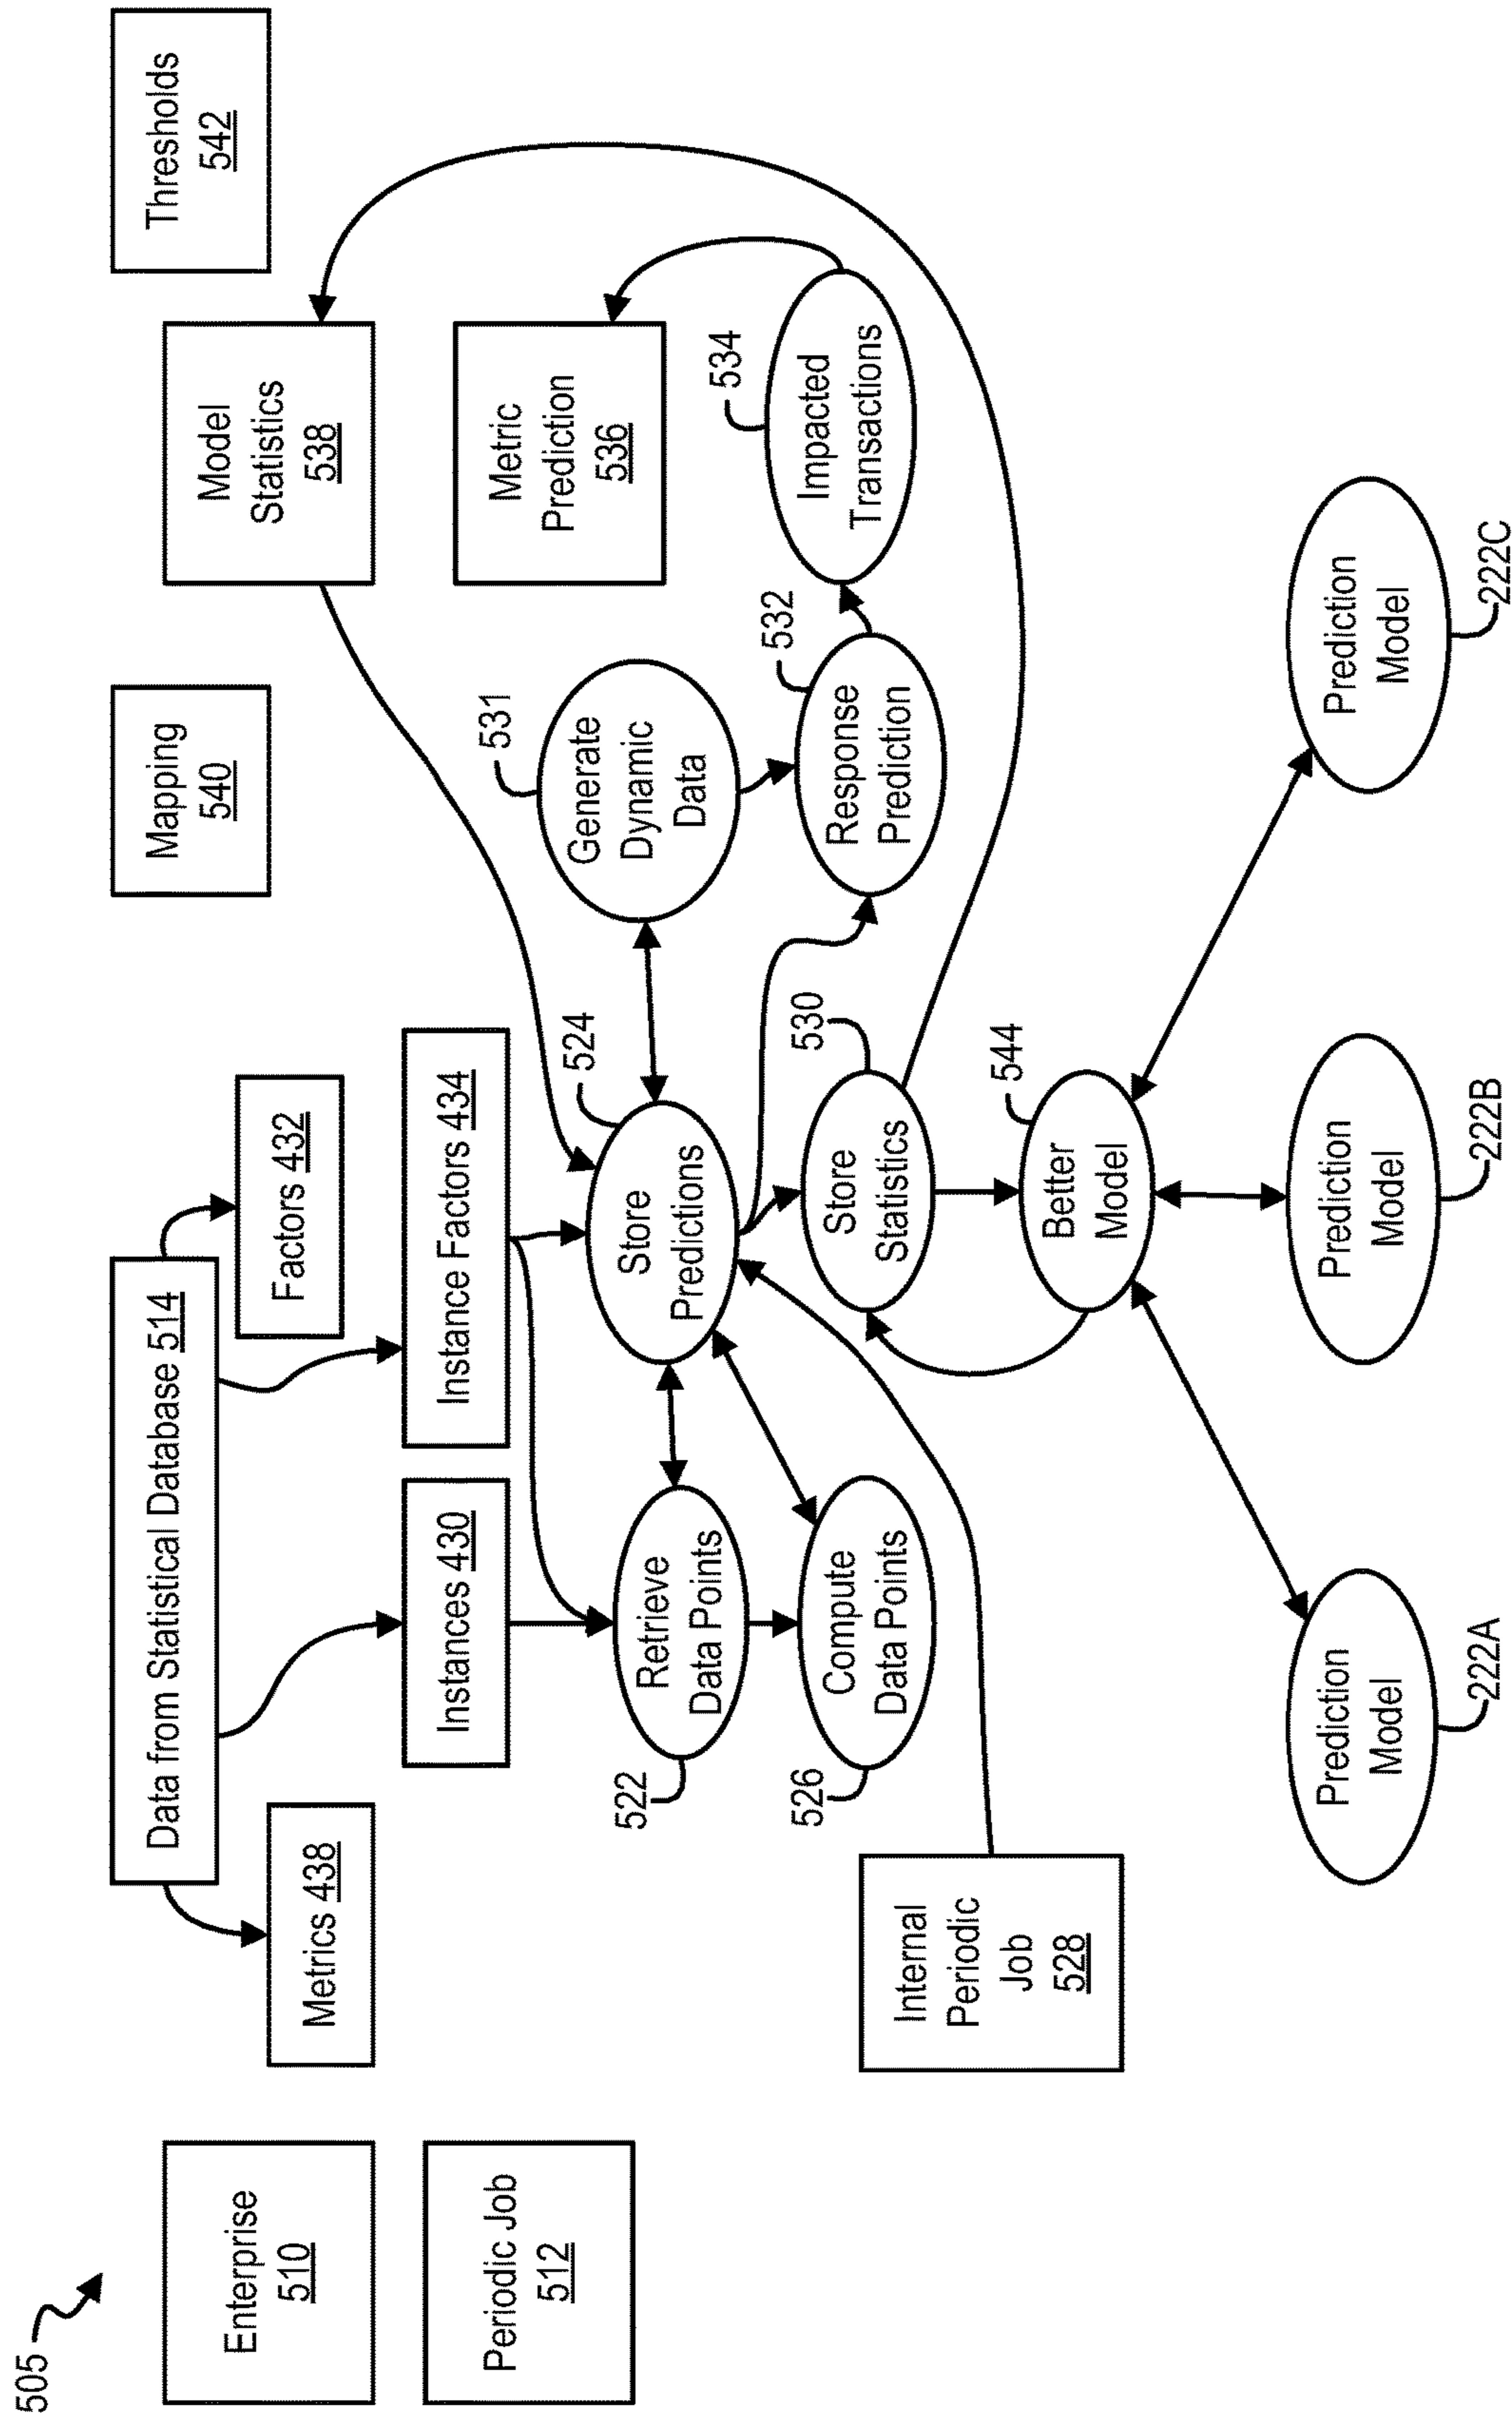 505
Enterprise
510
Periodic Job
512
Data from Statistical Database 514
Metrics 438
Factors 432
Instances 430
Instance Factors 434
Mapping
540
Thresholds
542
Model
Statistics
538
Metric
Prediction
536
522
Retrieve
Data Points
524
Store
Predictions
531
Generate
Dynamic
Data
526
Compute
Data Points
530
Store
Statistics
532
Response
Prediction
534
Impacted
Transactions
Internal
Periodic
Job
528
544
Better
Model
Prediction
Model
222A
Prediction
Model
222B
Prediction
Model
222C